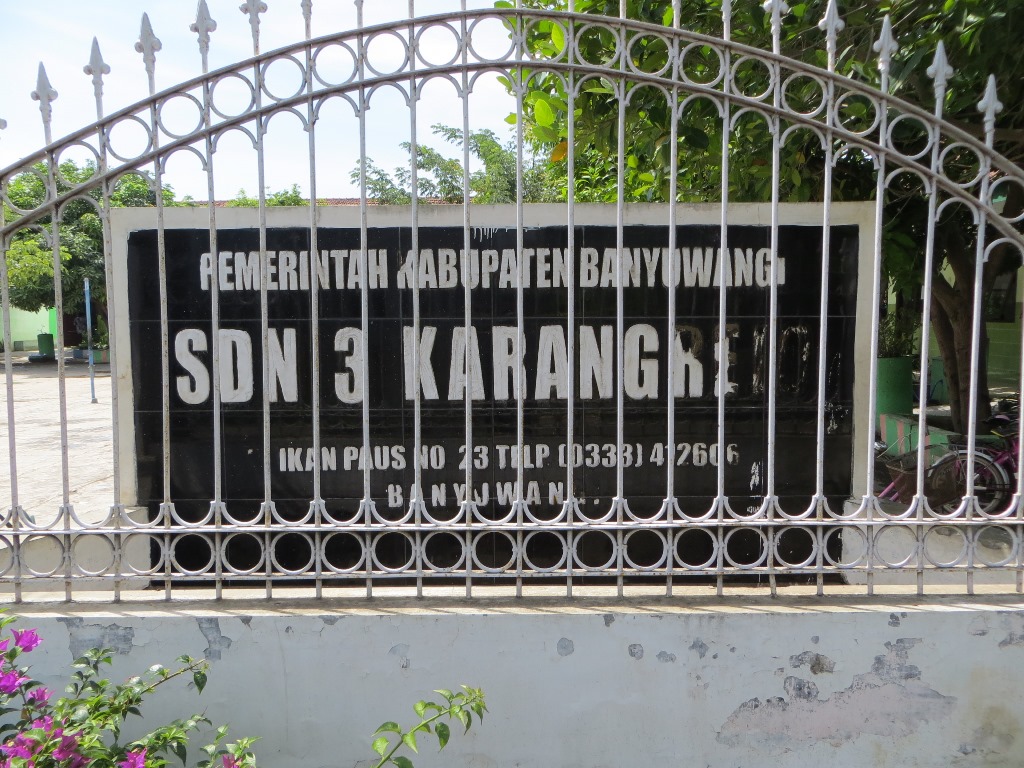 PEMERINTAH KABUPATEN BANYUWANGI
SDN 3 KARANGREJO
IKAN PAUS NO 23 TELP (0333) 412606
BANYUWANGI